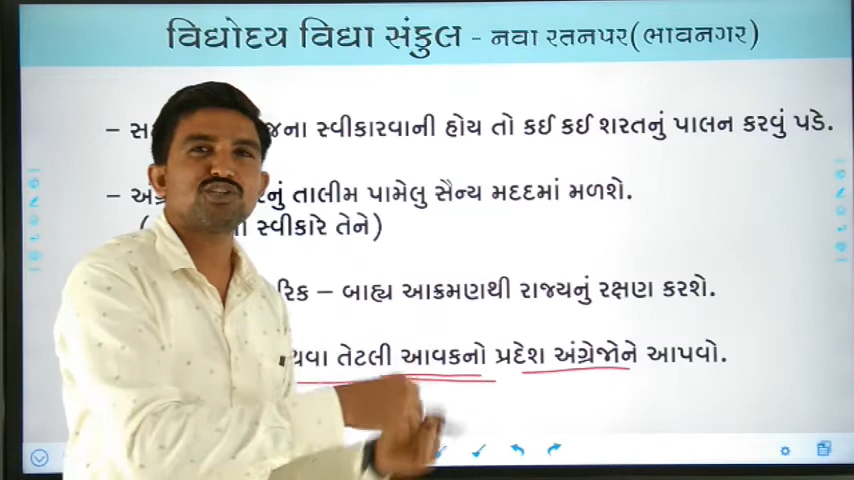 વિદ્યોદય વિદ્યા સંકુલ - નવા રતનપર(ભાવનગર)
– સ્વીકારવાની હોય તો કઈ કઈ શરતનું પાલન કરવું પડે.
– તાલીમ પામેલુ સૈન્ય મદદમાં મળશે.
સ્વીકારે તેને)
– બાહ્ય આક્રમણથી રાજ્યનું રક્ષણ કરશે.
તેટલી આવકનો પ્રદેશ અંગ્રેજોને આપવો.